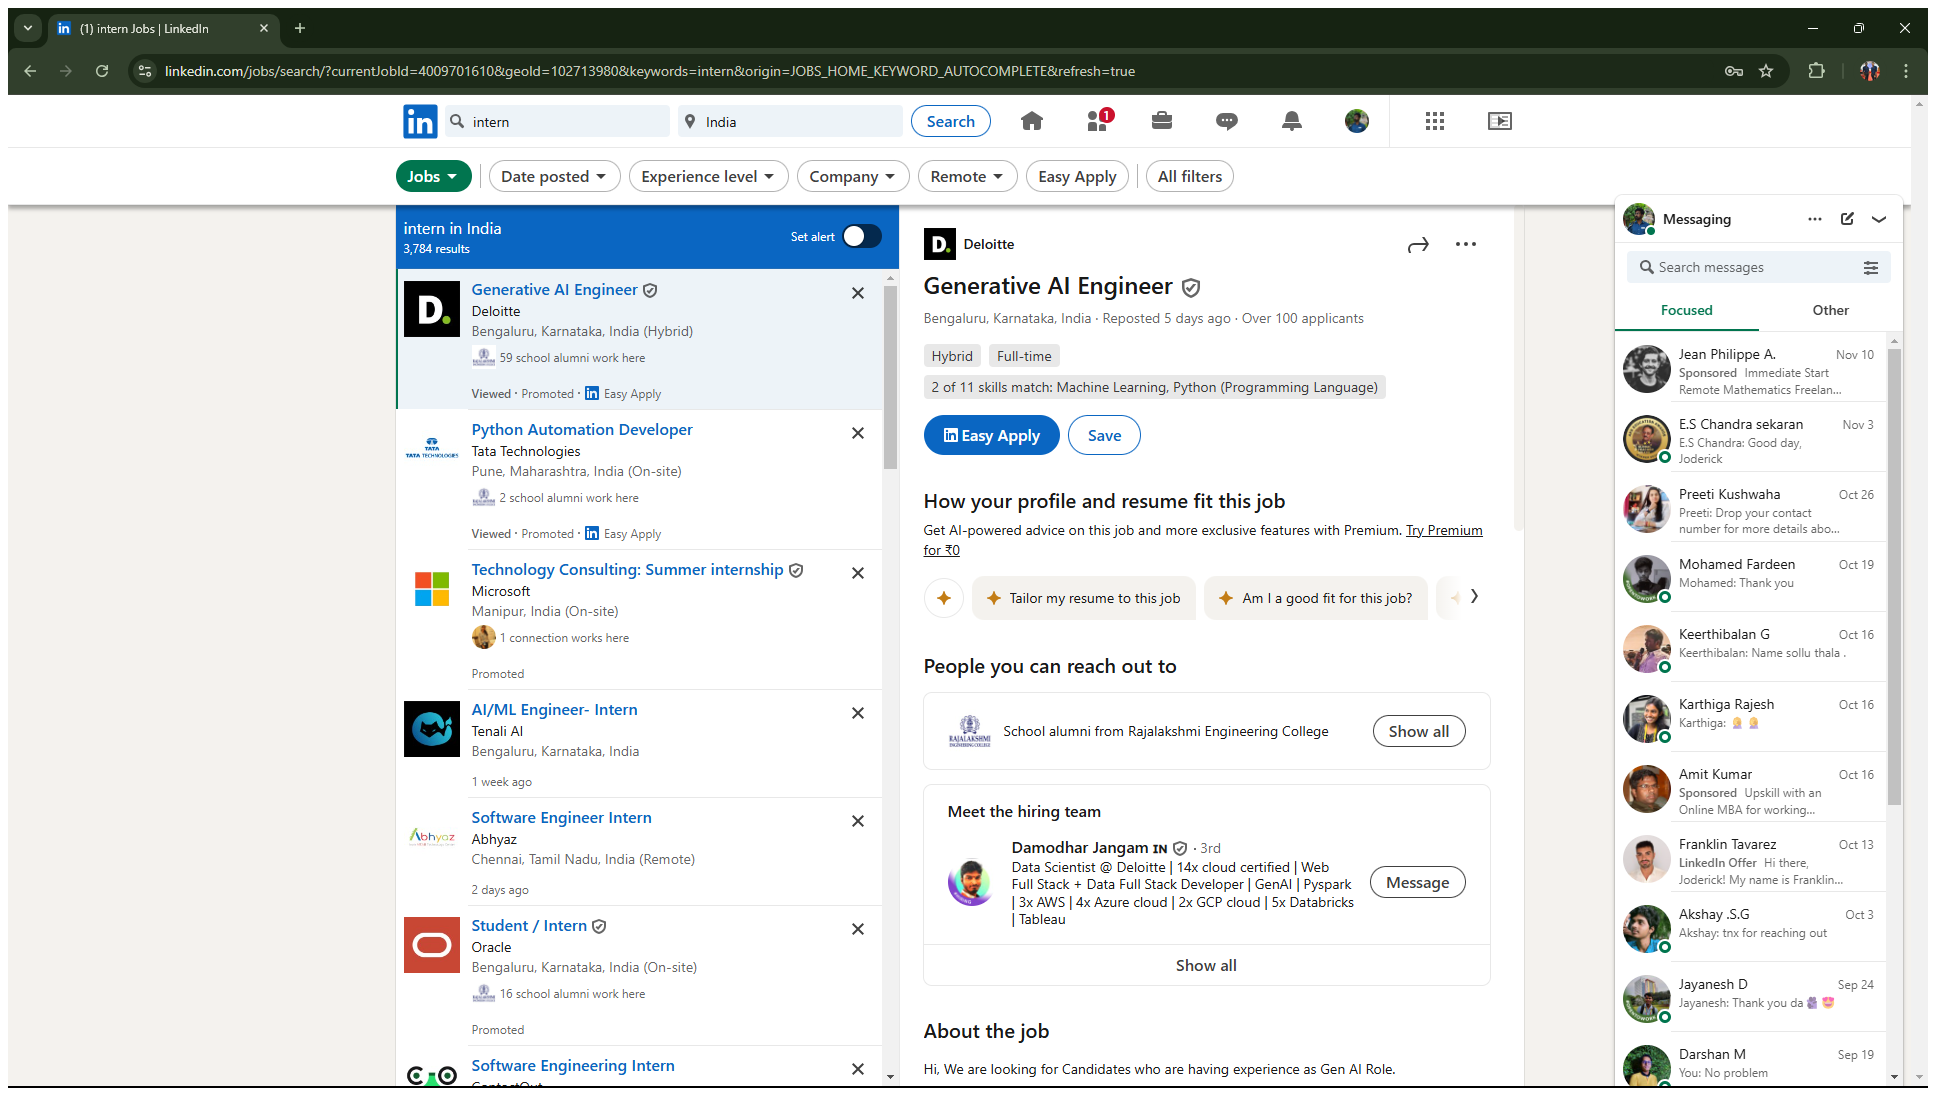 (1) intern Jobs | LinkedIn
linkedin.com/jobs/search/?currentJobId=4009701610&geoId=102713980&keywords=intern&origin=JOBS_HOME_KEYWORD_AUTOCOMPLETE&refresh=true
in
intern
India
Search
1
Jobs
Date posted
Experience level
Company
Remote
Easy Apply
All filters
intern in India
3,784 results
Set alert
D.
Generative AI Engineer
Deloitte
Bengaluru, Karnataka, India (Hybrid)
59 school alumni work here
Viewed · Promoted · in Easy Apply
TATA TECHNOLOGIES
Python Automation Developer
Tata Technologies
Pune, Maharashtra, India (On-site)
2 school alumni work here
Viewed · Promoted · in Easy Apply
Technology Consulting: Summer internship
Microsoft
Manipur, India (On-site)
1 connection works here
Promoted
AI/ML Engineer- Intern
Tenali AI
Bengaluru, Karnataka, India
1 week ago
Abhyaz
Software Engineer Intern
Abhyaz
Chennai, Tamil Nadu, India (Remote)
2 days ago
Student / Intern
Oracle
Bengaluru, Karnataka, India (On-site)
16 school alumni work here
Promoted
Software Engineering Intern
ContactOut
D.
Deloitte
Generative AI Engineer
Bengaluru, Karnataka, India · Reposted 5 days ago · Over 100 applicants
Hybrid
Full-time
2 of 11 skills match: Machine Learning, Python (Programming Language)
in Easy Apply
Save
How your profile and resume fit this job
Get AI-powered advice on this job and more exclusive features with Premium. Try Premium
for ₹0
Tailor my resume to this job
Am I a good fit for this job?
People you can reach out to
RAJALAKSHMI
ENGINEERING COLLEGE
School alumni from Rajalakshmi Engineering College
Show all
Meet the hiring team
Damodhar Jangam IN · 3rd
Data Scientist @ Deloitte | 14x cloud certified | Web
Full Stack + Data Full Stack Developer | GenAI | Pyspark
| 3x AWS | 4x Azure cloud | 2x GCP cloud | 5x Databricks
| Tableau
Message
Show all
About the job
Hi, We are looking for Candidates who are having experience as Gen AI Role.
Messaging
Search messages
Focused
Other
Jean Philippe A.
Nov 10
Sponsored Immediate Start
Remote Mathematics Freelan...
E.S Chandra sekaran
Nov 3
E.S Chandra: Good day,
Joderick
Preeti Kushwaha
Oct 26
Preeti: Drop your contact
number for more details abo...
Mohamed Fardeen
Oct 19
Mohamed: Thank you
Keerthibalan G
Oct 16
Keerthibalan: Name sollu thala .
Karthiga Rajesh
Oct 16
Karthiga:
Amit Kumar
Oct 16
Sponsored Upskill with an
Online MBA for working...
Franklin Tavarez
Oct 13
LinkedIn Offer Hi there,
Joderick! My name is Franklin...
Akshay .S.G
Oct 3
Akshay: tnx for reaching out
Jayanesh D
Sep 24
Jayanesh: Thank you da
Darshan M
Sep 19
You: No problem